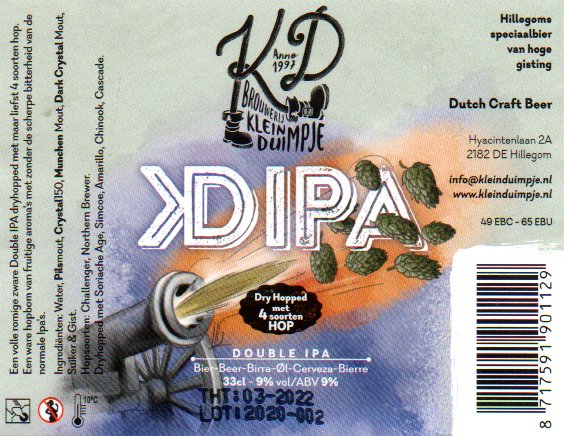 Een volle romige zware Double IPA dryhopped met maar liefst 4 soorten hop.
Een ware hopbom van fruitige aroma's met zonder de scherpe bitterheid van de
normale Ipa's.
Ingrediënten: Water, Pilsmout, Crystal150, Munchen Mout, Dark Crystal Mout,
Suiker & Gist.
Hopsoorten: Challenger, Northern Brewer.
Dryhopped met Soriache Age, Simcoe, Amarillo, Chinook, Cascade.
10°C
KD
Anno
1997
BROUWERIJ
KLEIN
DUIMPJE
KDIPA
Dry Hopped
met
4 soorten
HOP
DOUBLE IPA
Bier-Beer-Birra-Øl-Cerveza-Bierre
33cl - 9% vol/ABV 9%
THT:03-2022
LOT:2020-002
Hillegoms
speciaalbier
van hoge
gisting
Dutch Craft Beer
Hyacintenlaan 2A
2182 DE Hillegom
info@kleinduimpje.nl
www.kleinduimpje.nl
49 EBC - 65 EBU
8 717591 901129